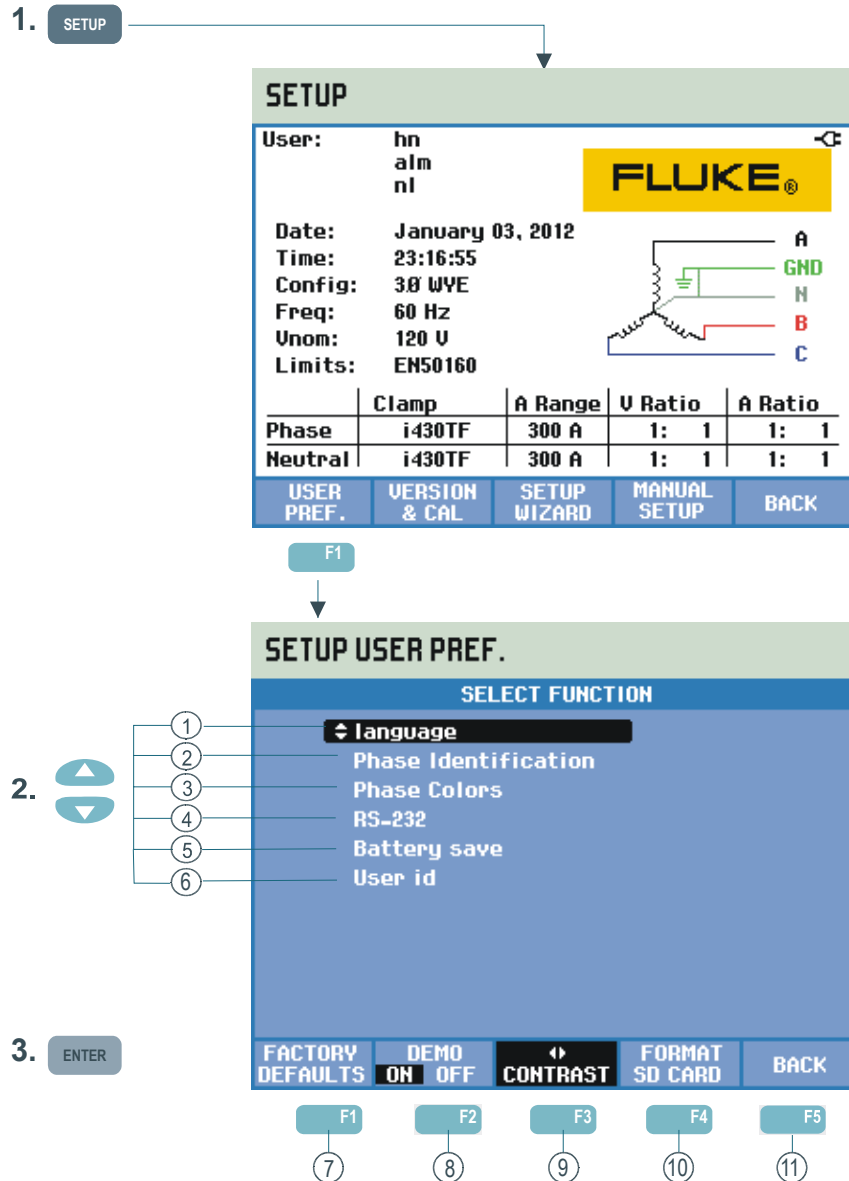 1. SETUP
SETUP
User: hn
alm
nl
FLUKE®
Date: January 03, 2012
Time: 23:16:55
Config: 3Ø WYE
Freq: 60 Hz
Vnom: 120 V
Limits: EN50160
A
GND
N
B
C
Clamp A Range V Ratio A Ratio
Phase i430TF 300 A 1: 1 1: 1
Neutral i430TF 300 A 1: 1 1: 1
USER PREF.
VERSION & CAL
SETUP WIZARD
MANUAL SETUP
BACK
F1
SETUP USER PREF.
SELECT FUNCTION
2.
1 language
2 Phase Identification
3 Phase Colors
4 RS-232
5 Battery save
6 User id
3. ENTER
FACTORY DEFAULTS
DEMO ON OFF
CONTRAST
FORMAT SD CARD
BACK
F1 F2 F3 F4 F5
7 8 9 10 11